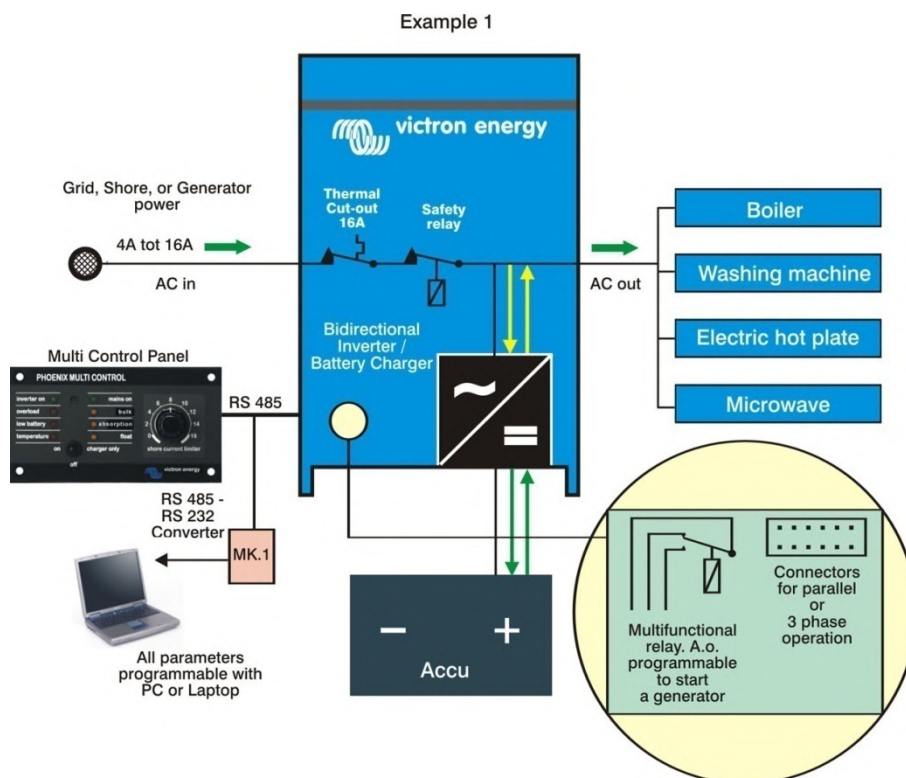 Example 1
victron energy
Grid, Shore, or Generator
power
4A tot 16A
AC in
Thermal
Cut-out
16A
Safety
relay
AC out
Boiler
Washing machine
Electric hot plate
Microwave
Bidirectional
Inverter /
Battery Charger
~
=
Multi Control Panel
PHOENIX MULTI CONTROL
inverter on
overload
low battery
temperature
mains on
bulk
absorption
float
on
off
charger only
shore current limiter
victron energy
RS 485
RS 485 -
RS 232
Converter
MK.1
All parameters
programmable with
PC or Laptop
− +
Accu
Multifunctional
relay. A.o.
programmable
to start
a generator
Connectors
for parallel
or
3 phase
operation